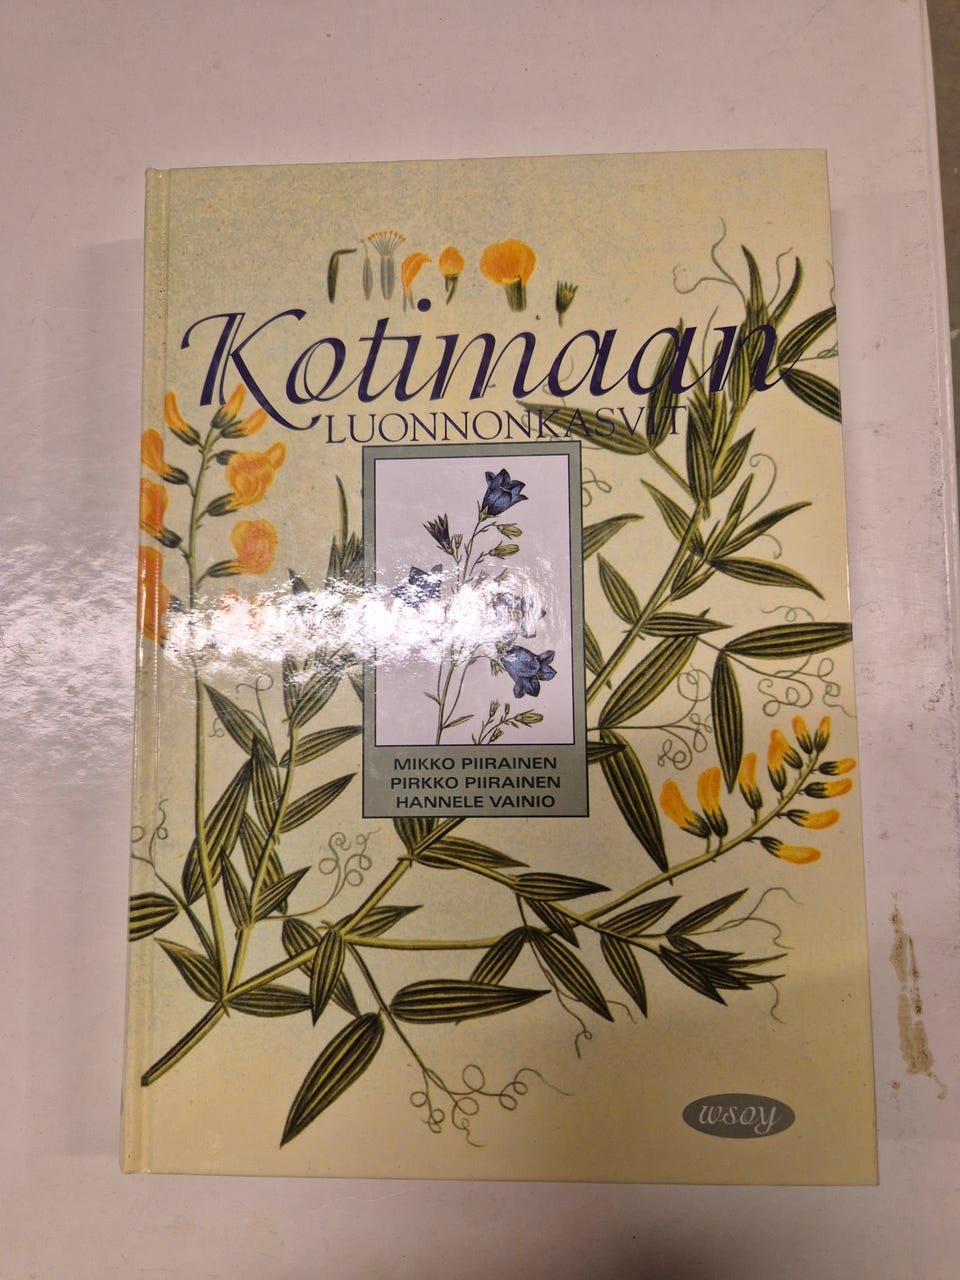 Kotimaan
LUONNONKASVIT
MIKKO PIIRAINEN
PIRKKO PIIRAINEN
HANNELE VAINIO
wsoy